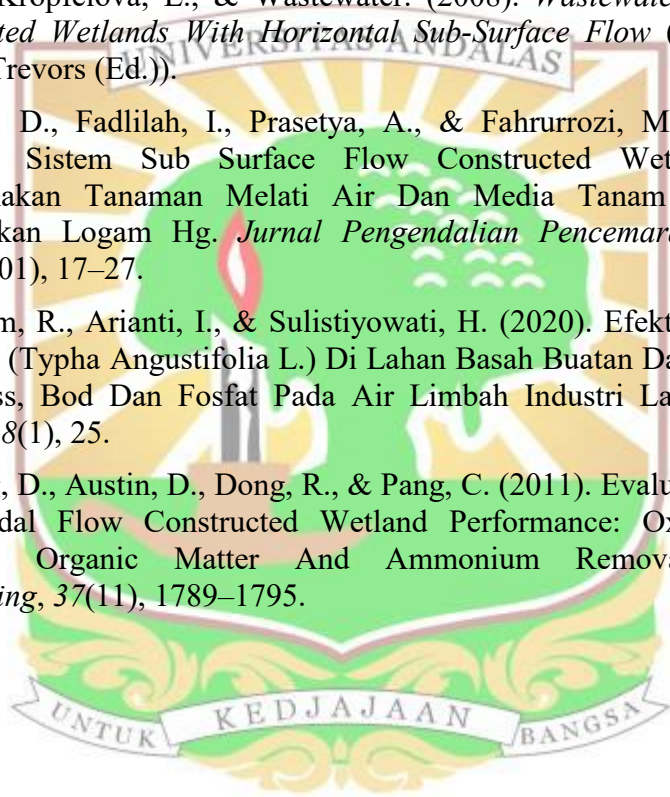 Kropfelova, L., & Wastewater. (2008). Wastewate
ted Wetlands With Horizontal Sub-Surface Flow (
Trevors (Ed.)).
D., Fadlilah, I., Prasetya, A., & Fahrurrozi, M
Sistem Sub Surface Flow Constructed Wet
akan Tanaman Melati Air Dan Media Tanam
kan Logam Hg. Jurnal Pengendalian Pencemar
01), 17–27.
m, R., Arianti, I., & Sulistiyowati, H. (2020). Efekt
(Typha Angustifolia L.) Di Lahan Basah Buatan Da
ss, Bod Dan Fosfat Pada Air Limbah Industri La
8(1), 25.
, D., Austin, D., Dong, R., & Pang, C. (2011). Evalu
dal Flow Constructed Wetland Performance: Ox
Organic Matter And Ammonium Remova
ing, 37(11), 1789–1795.
UNIVERSITAS ANDALAS
UNTUK KEDJAJAAN BANGSA